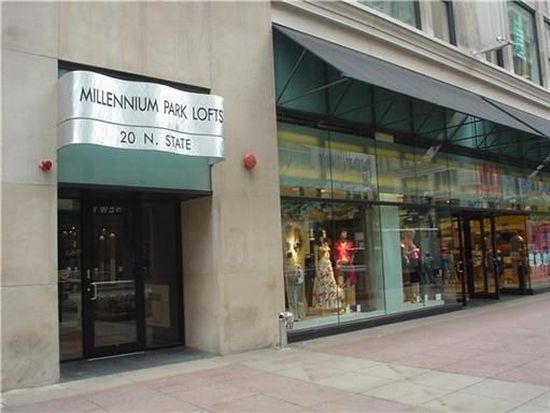 MILLENNIUM PARK LOFTS
20 N. STATE